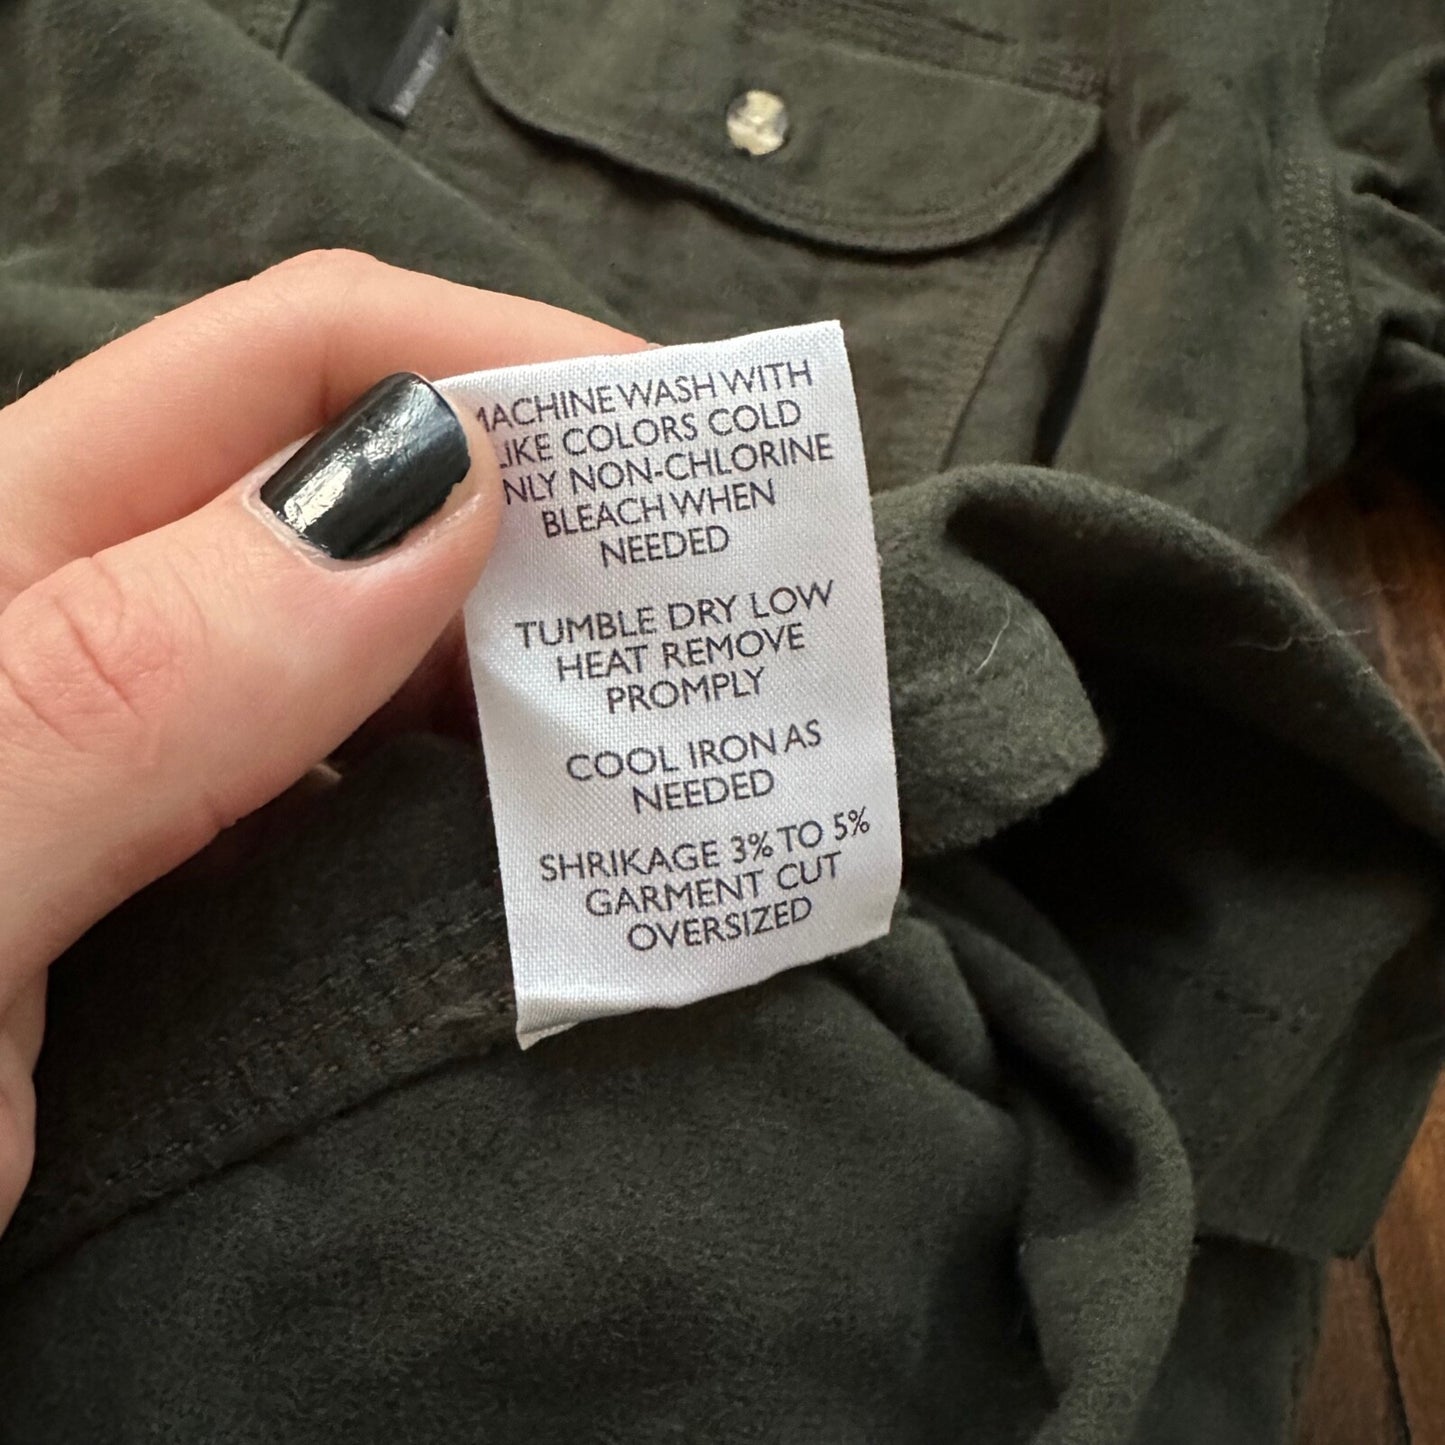 MACHINE WASH WITH
LIKE COLORS COLD
ONLY NON-CHLORINE
BLEACH WHEN
NEEDED
TUMBLE DRY LOW
HEAT REMOVE
PROMPLY
COOL IRON AS
NEEDED
SHRIKAGE 3% TO 5%
GARMENT CUT
OVERSIZED